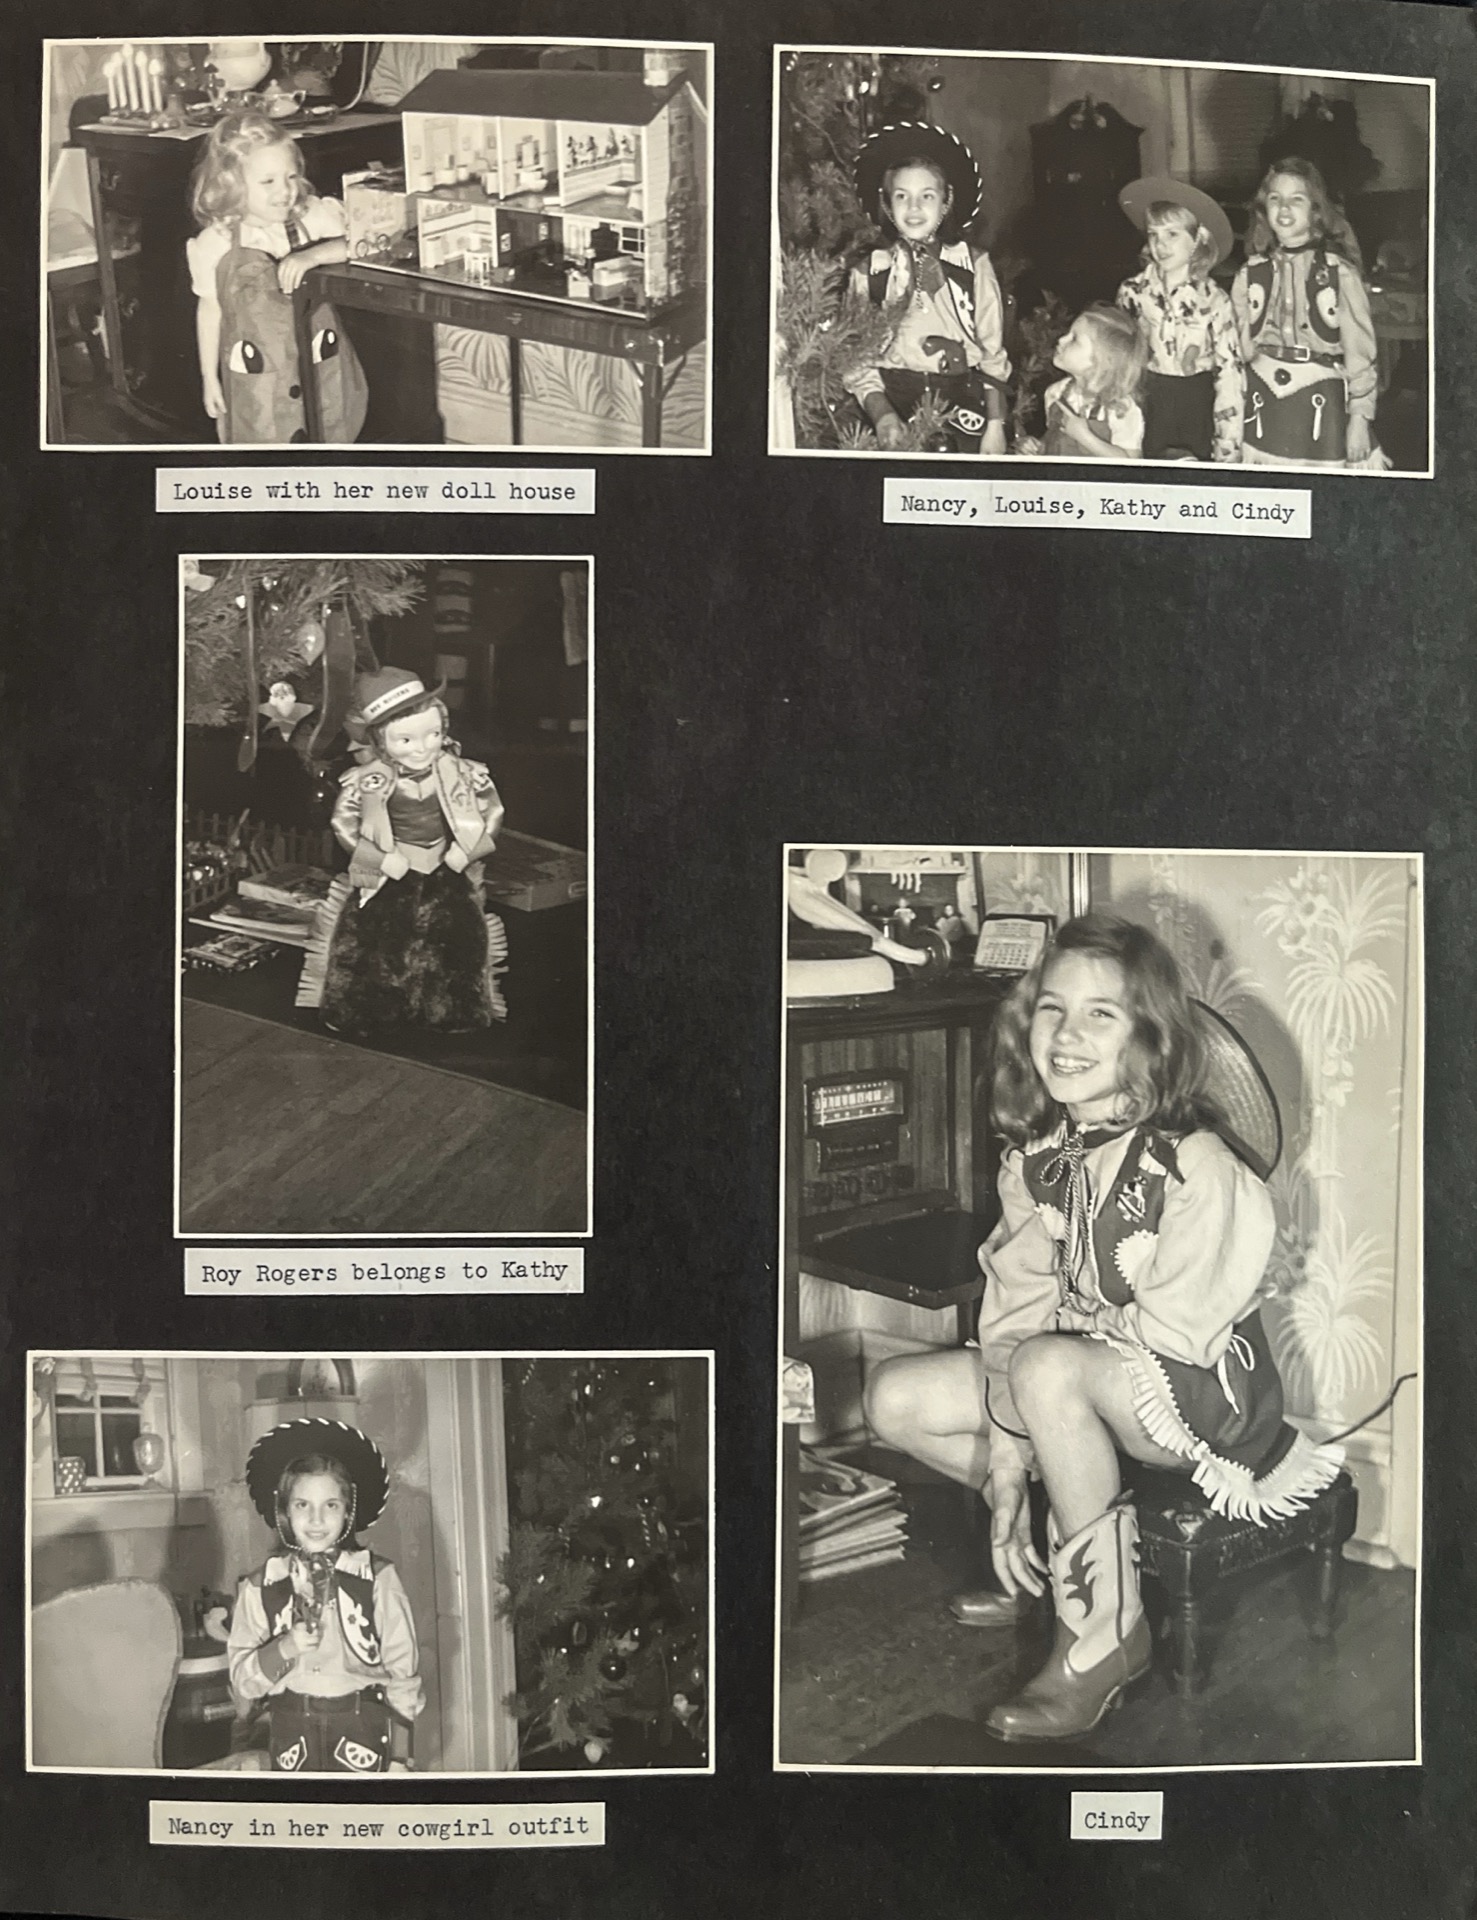 Louise with her new doll house
Nancy, Louise, Kathy and Cindy
ROY ROGERS
Roy Rogers belongs to Kathy
Nancy in her new cowgirl outfit
Cindy